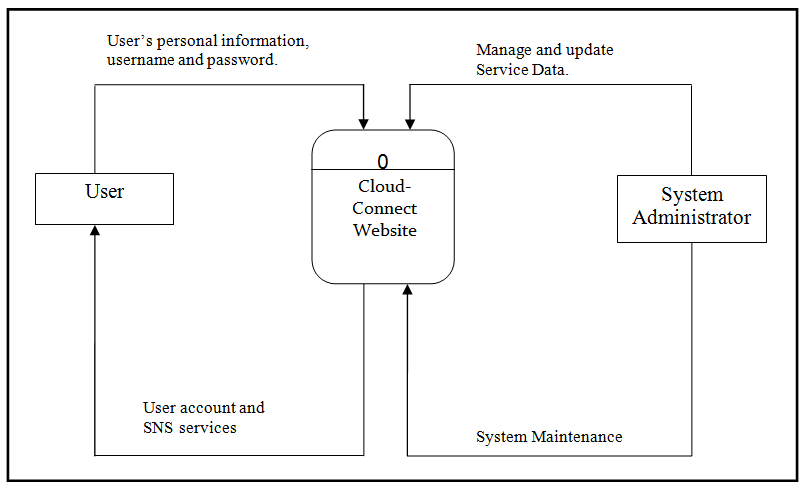 User’s personal information,
username and password.
Manage and update
Service Data.
User
0
Cloud-
Connect
Website
System
Administrator
User account and
SNS services
System Maintenance